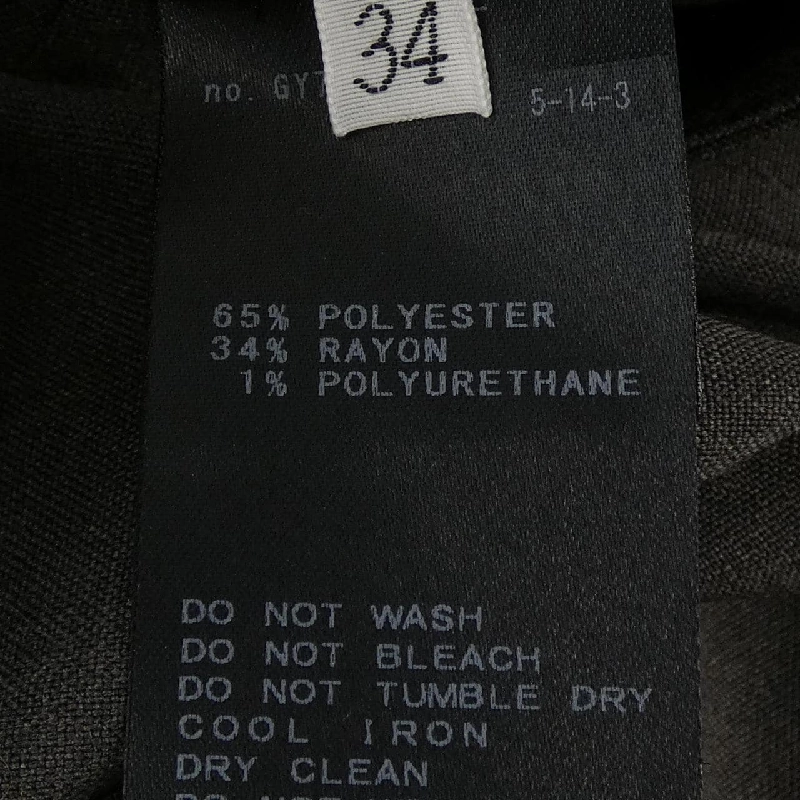 34
no. GY7 5-14-3
65% POLYESTER
34% RAYON
1% POLYURETHANE
DO NOT WASH
DO NOT BLEACH
DO NOT TUMBLE DRY
COOL IRON
DRY CLEAN